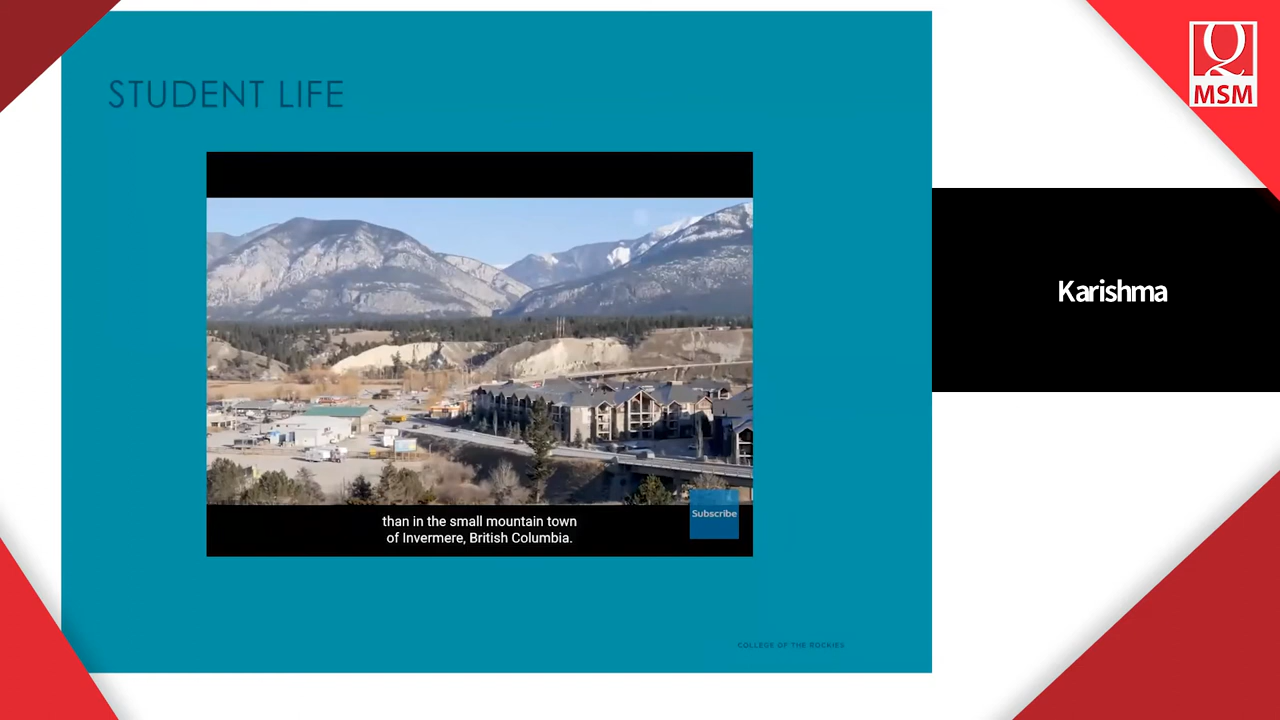 STUDENT LIFE
than in the small mountain town
of Invermere, British Columbia.
Subscribe
COLLEGE OF THE ROCKIES
Karishma
MSM